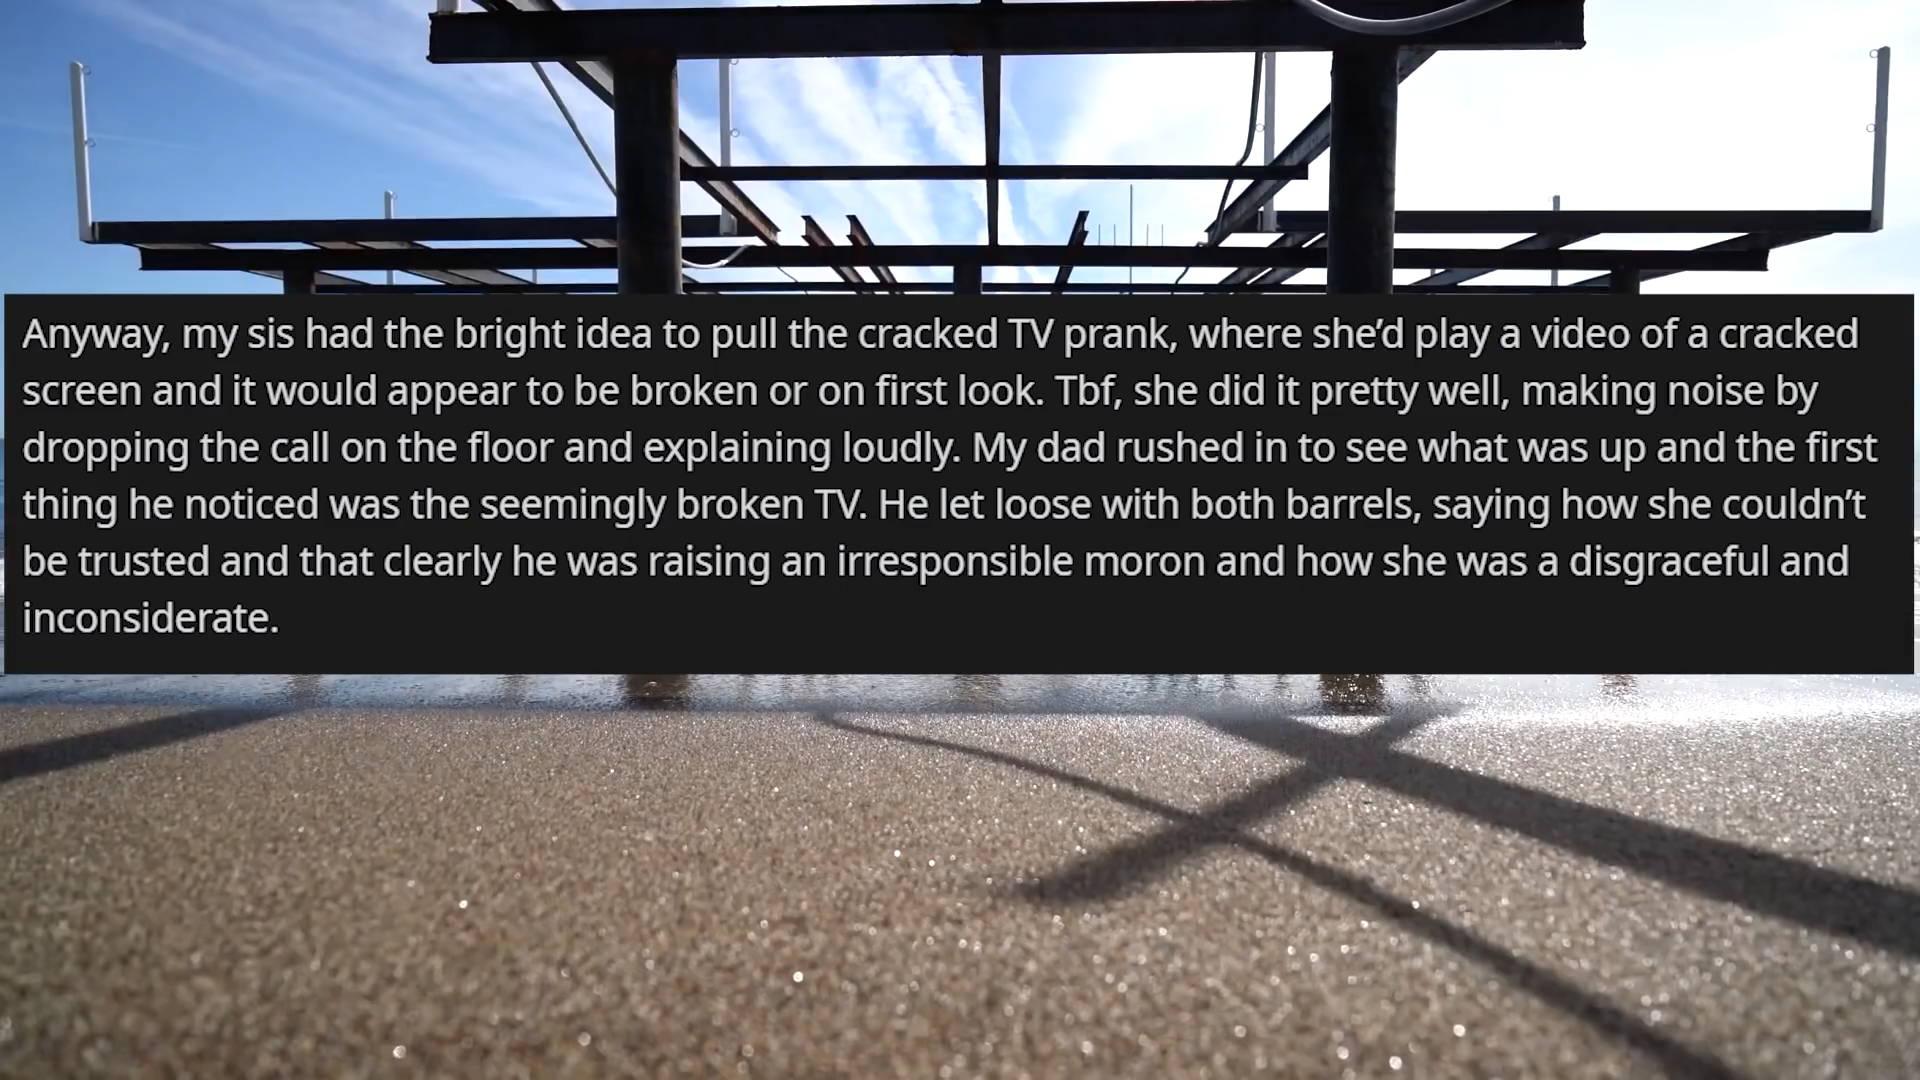 Anyway, my sis had the bright idea to pull the cracked TV prank, where she’d play a video of a cracked
screen and it would appear to be broken or on first look. Tbf, she did it pretty well, making noise by
dropping the call on the floor and explaining loudly. My dad rushed in to see what was up and the first
thing he noticed was the seemingly broken TV. He let loose with both barrels, saying how she couldn’t
be trusted and that clearly he was raising an irresponsible moron and how she was a disgraceful and
inconsiderate.